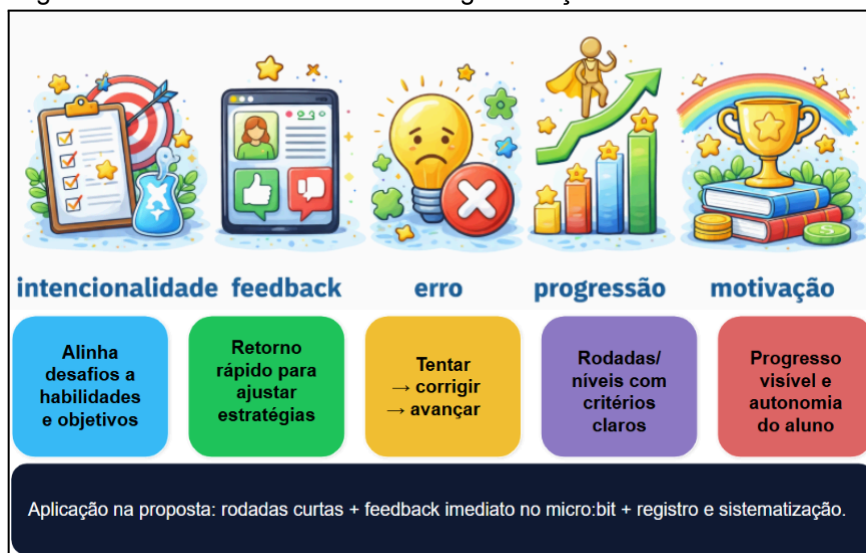 intencionalidade feedback erro progressão motivação
Alinha
desafios a
habilidades
e objetivos
Retorno
rápido para
ajustar
estratégias
Tentar
→ corrigir
→ avançar
Rodadas/
níveis com
critérios
claros
Progresso
visível e
autonomia
do aluno
Aplicação na proposta: rodadas curtas + feedback imediato no micro:bit + registro e sistematização.